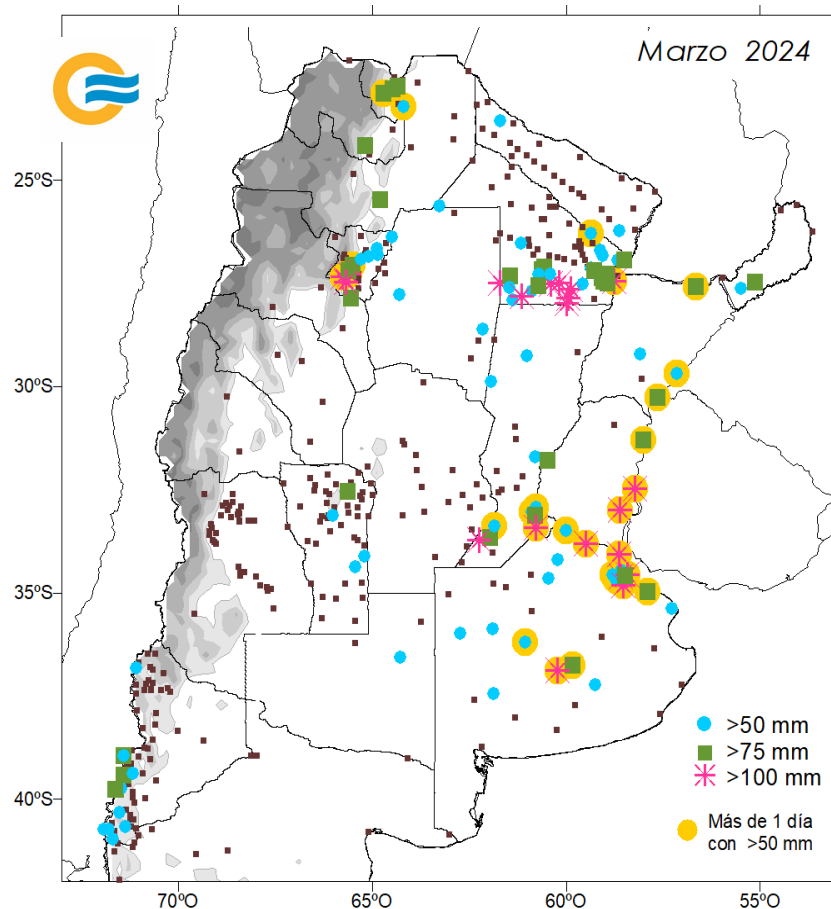 Marzo 2024
25ºS
30ºS
35ºS
40ºS
>50 mm
>75 mm
>100 mm
Más de 1 día
con >50 mm
70ºO
65ºO
60ºO
55ºO